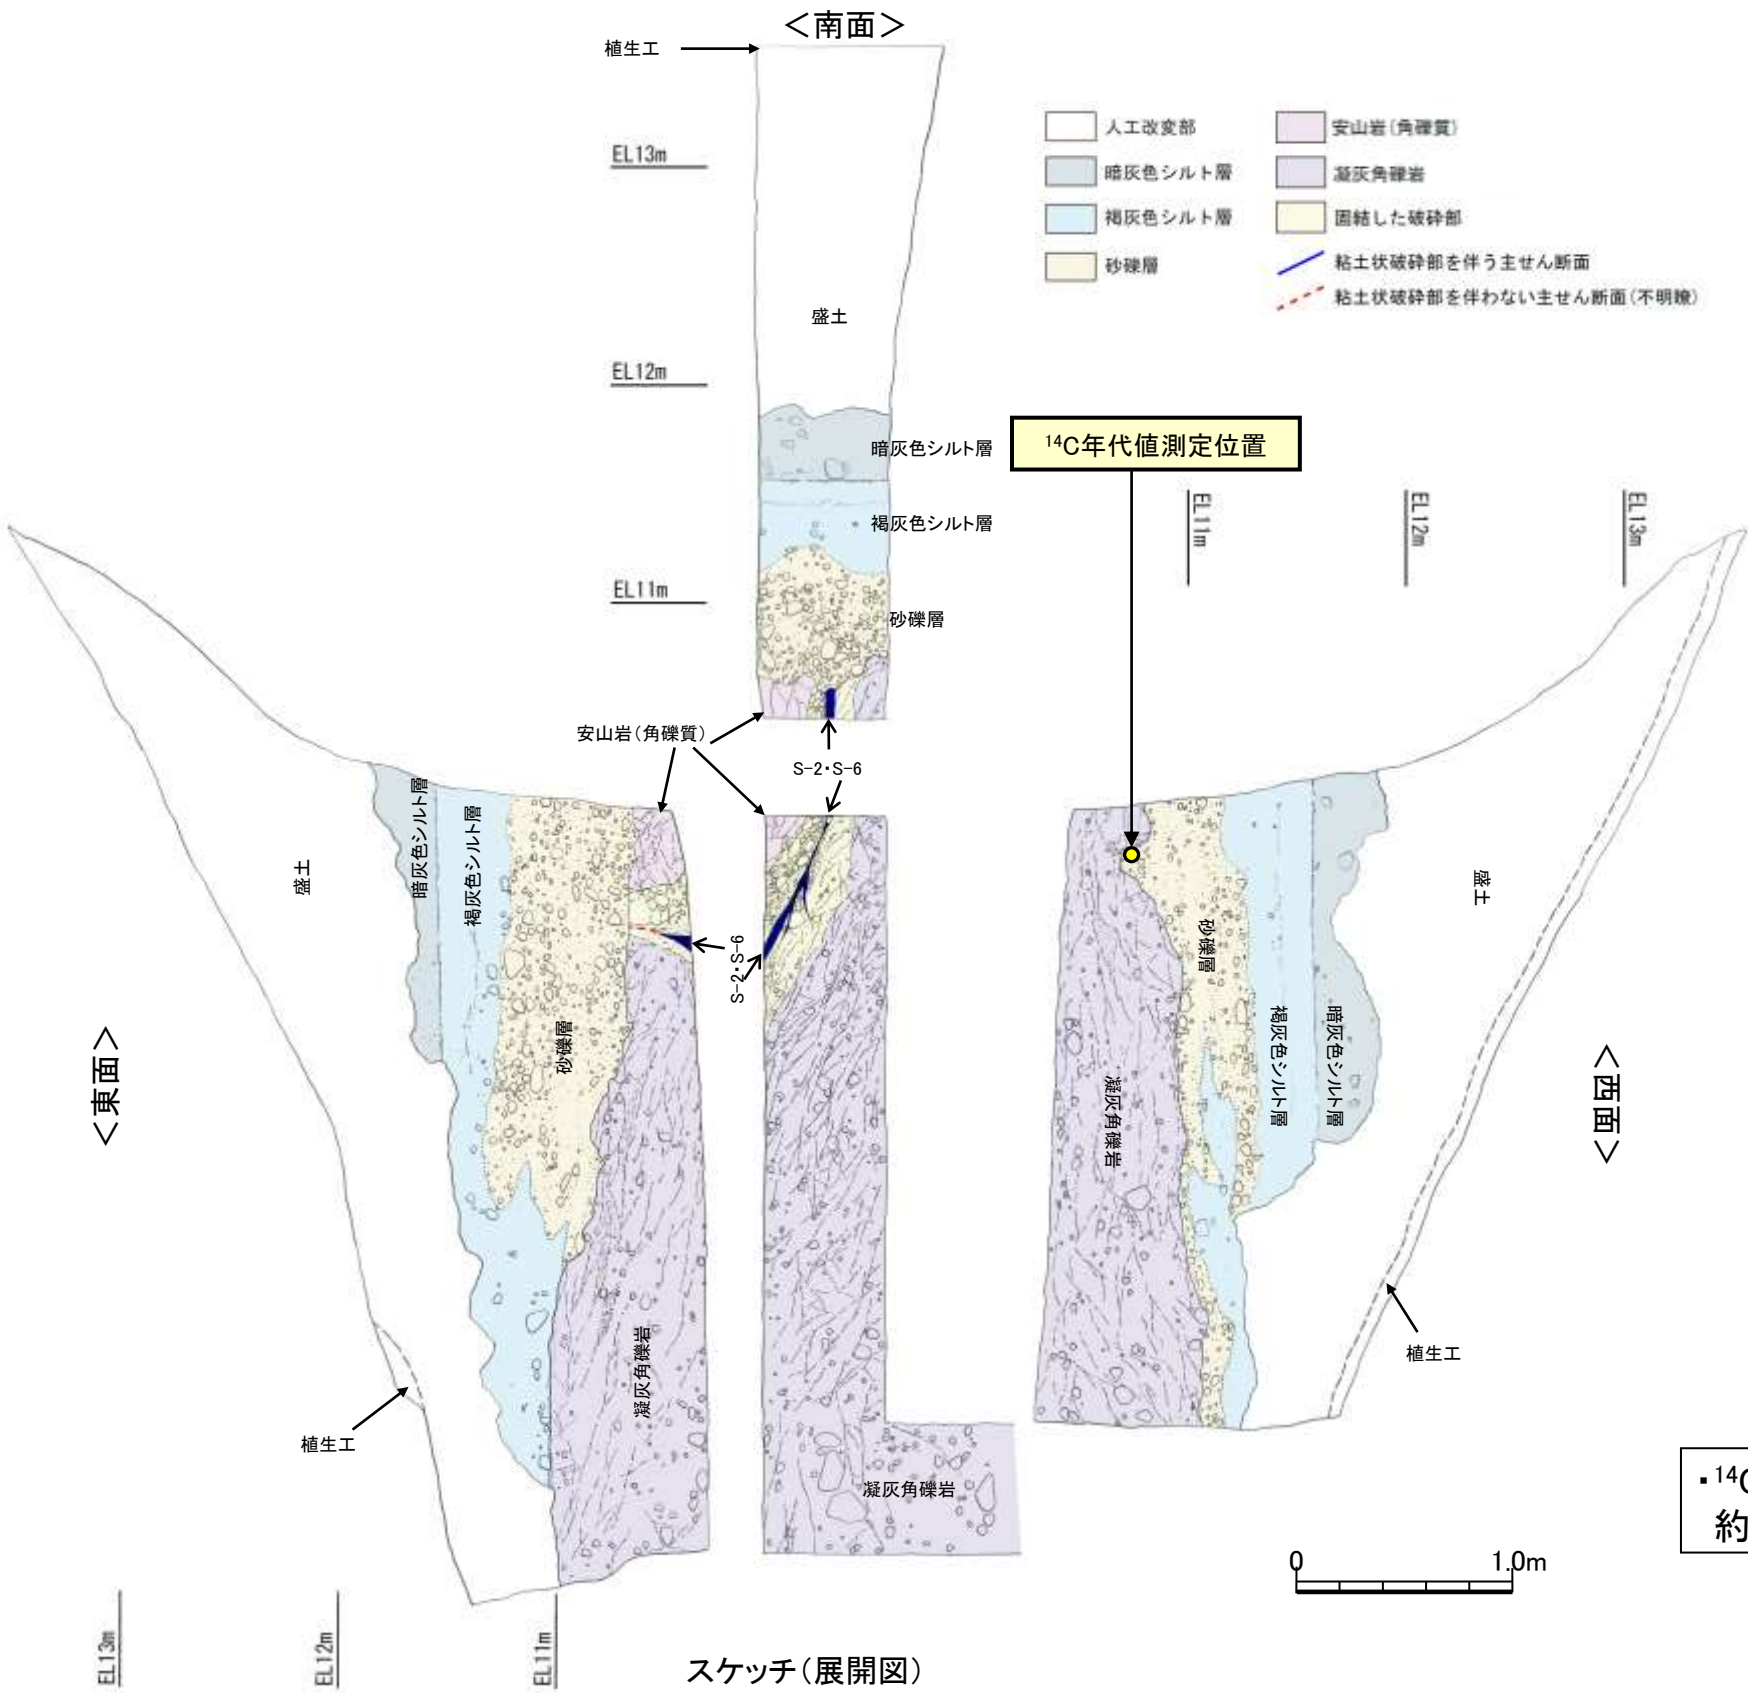 ＜南面＞
植生工
EL13m
盛土
EL12m
暗灰色シルト層
褐灰色シルト層
EL11m
砂礫層
人工改変部
暗灰色シルト層
褐灰色シルト層
砂礫層
安山岩(角礫質)
凝灰角礫岩
固結した破砕部
粘土状破砕部を伴う主せん断面
粘土状破砕部を伴わない主せん断面(不明瞭)
¹⁴C年代値測定位置
EL11m
EL12m
EL13m
安山岩(角礫質)
S-2・S-6
S-2・S-6
＜東面＞
盛土
暗灰色シルト層
褐灰色シルト層
砂礫層
凝灰角礫岩
植生工
凝灰角礫岩
凝灰角礫岩
砂礫層
褐灰色シルト層
暗灰色シルト層
盛土
＜西面＞
植生工
・¹⁴C
約
0 1.0m
EL13m
EL12m
EL11m
スケッチ(展開図)